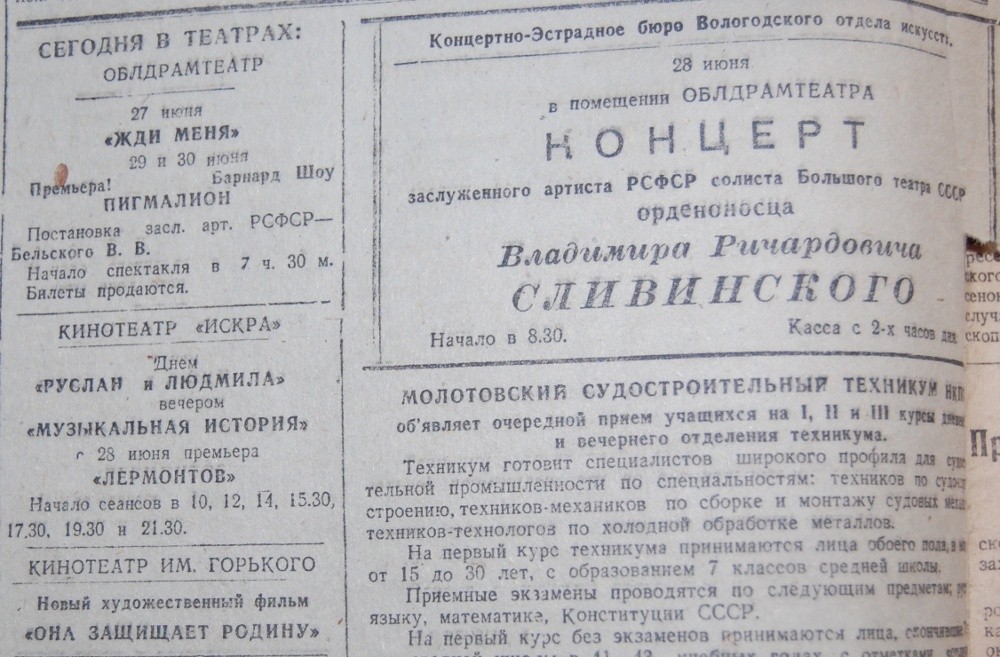 СЕГОДНЯ В ТЕАТРАХ:
ОБЛДРАМТЕАТР
27 июня
«ЖДИ МЕНЯ»
29 и 30 июня
Премьера! Барнард Шоу
ПИГМАЛИОН
Постановка засл. арт. РСФСР—
Бельского В. В.
Начало спектакля в 7 ч. 30 м.
Билеты продаются.
КИНОТЕАТР «ИСКРА»
Днем
«РУСЛАН и ЛЮДМИЛА»
вечером
«МУЗЫКАЛЬНАЯ ИСТОРИЯ»
с 28 июня премьера
«ЛЕРМОНТОВ»
Начало сеансов в 10, 12, 14, 15.30,
17.30, 19.30 и 21.30.
КИНОТЕАТР ИМ. ГОРЬКОГО
Новый художественный фильм
«ОНА ЗАЩИЩАЕТ РОДИНУ»
Концертно-Эстрадное бюро Вологодского отдела искусств.
28 июня
в помещении ОБЛДРАМТЕАТРА
КОНЦЕРТ
заслуженного артиста РСФСР солиста Большого театра СССР
орденоносца
Владимира Ричардовича
СЛИВИНСКОГО
Начало в 8.30. Касса с 2-х часов дня
МОЛОТОВСКИЙ СУДОСТРОИТЕЛЬНЫЙ ТЕХНИКУМ
об'являет очередной прием учащихся на I, II и III курсы
и вечернего отделения техникума.
Техникум готовит специалистов широкого профиля для
тельной промышленности по специальностям: техников по
строению, техников-механиков по сборке и монтажу судовых
техников-технологов по холодной обработке металлов.
На первый курс техникума принимаются лица обоего пола,
от 15 до 30 лет, с образованием 7 классов средней школы.
Приемные экзамены проводятся по следующим предметам:
языку, математика, Конституции СССР.
На первый курс без экзаменов принимаются лица,